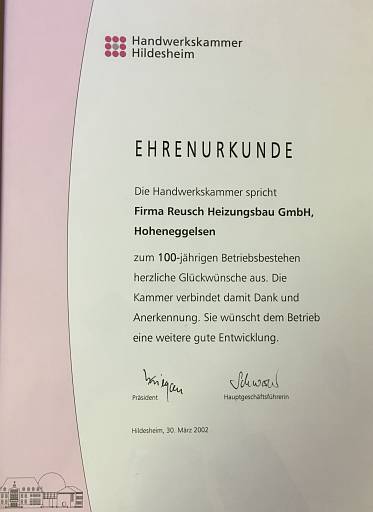 Handwerkskammer
Hildesheim
EHRENURKUNDE
Die Handwerkskammer spricht
Firma Reusch Heizungsbau GmbH,
Hoheneggelsen
zum 100-jährigen Betriebsbestehen
herzliche Glückwünsche aus. Die
Kammer verbindet damit Dank und
Anerkennung. Sie wünscht dem Betrieb
eine weitere gute Entwicklung.
Präsident
Hauptgeschäftsführerin
Hildesheim, 30. März 2002